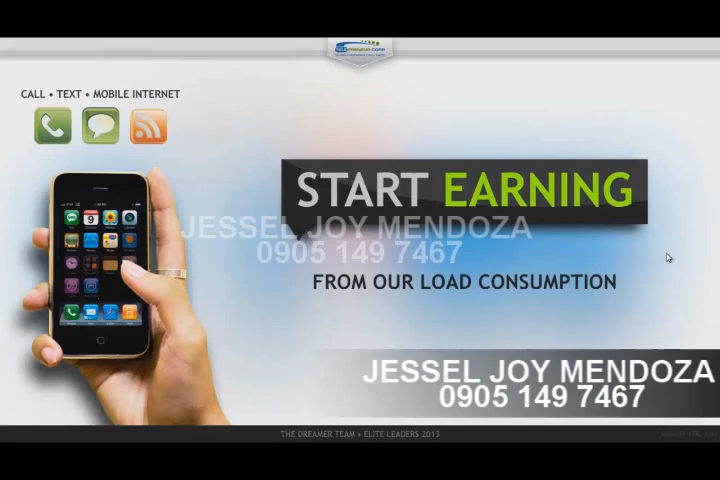 CALL • TEXT • MOBILE INTERNET
START EARNING
JESSEL JOY MENDOZA
0905 149 7467
FROM OUR LOAD CONSUMPTION
JESSEL JOY MENDOZA
0905 149 7467
THE DREAMER TEAM • ELITE LEADERS 2013